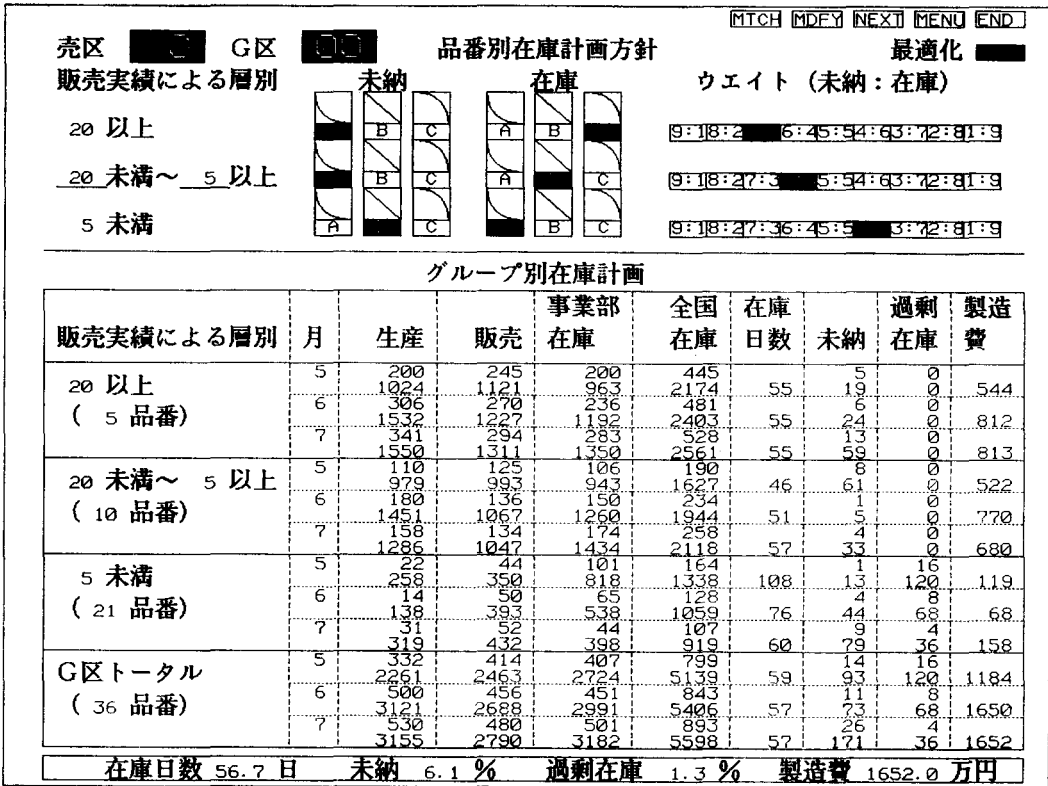 MTCH MDFY NEXT MENU END
売区 G区 品番別在庫計画方針 最適化
販売実績による層別 未納 在庫 ウエイト (未納:在庫)
20 以上 B C A B 9:1 8:2 6:4 5:5 4:6 3:7 2:8 1:9
20 未満～ 5 以上 B C A C 9:1 8:2 7:3 5:5 4:6 3:7 2:8 1:9
5 未満 A C B C 9:1 8:2 7:3 6:4 5:5 3:7 2:8 1:9
グループ別在庫計画
販売実績による層別 月 生産 販売 事業部在庫 全国在庫 在庫日数 未納 過剰在庫 製造費
20 以上 5 200 245 200 445 5 0
1024 1121 963 2174 55 19 0 544
( 5 品番) 6 306 270 236 481 6 0
1532 1227 1192 2403 55 24 0 812
7 341 294 283 528 13 0
1550 1311 1350 2561 55 59 0 813
20 未満～ 5 以上 5 110 125 106 190 8 0
979 993 943 1627 46 61 0 522
( 10 品番) 6 180 136 150 234 1 0
1451 1067 1260 1944 51 5 0 770
7 158 134 174 258 4 0
1286 1047 1434 2118 57 33 0 680
5 未満 5 22 44 101 164 1 16
258 350 818 1338 108 13 120 119
( 21 品番) 6 14 50 65 128 4 8
138 393 538 1059 76 44 68 68
7 31 52 44 107 9 4
319 432 398 919 60 79 36 158
G区トータル 5 332 414 407 799 14 16
2261 2463 2724 5139 59 93 120 1184
( 36 品番) 6 500 456 451 843 11 8
3121 2688 2991 5406 57 73 68 1650
7 530 480 501 893 26 4
3155 2790 3182 5598 57 171 36 1652
在庫日数 56.7 日 未納 6.1 % 過剰在庫 1.3 % 製造費 1652.0 万円